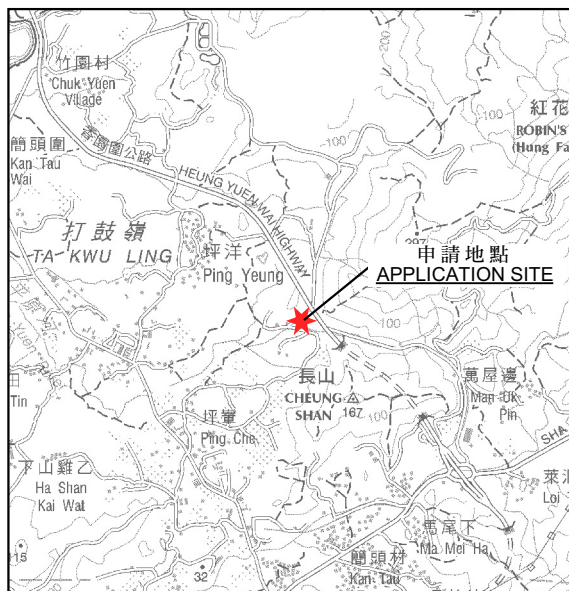 竹園村
Chuk Yuen
Village
紅花
ROBIN'S
(Hung Fa
簡頭圍
Kan Tau
Wai
香園圍公路
HEUNG YUEN WAI HIGHWAY
200
100
打鼓嶺
TA KWU LING
坪洋
Ping Yeung
297
申請地點
APPLICATION SITE
100
長山
CHEUNG
SHAN
167
100
萬屋邊
Man Uk
Pin
田
Tin
坪輋
Ping Che
SHA
下山雞乙
Ha Shan
Kai Wat
萊洞
Loi
馬尾下
Ma Mei Ha
115
32
簡頭村
Kan Tau